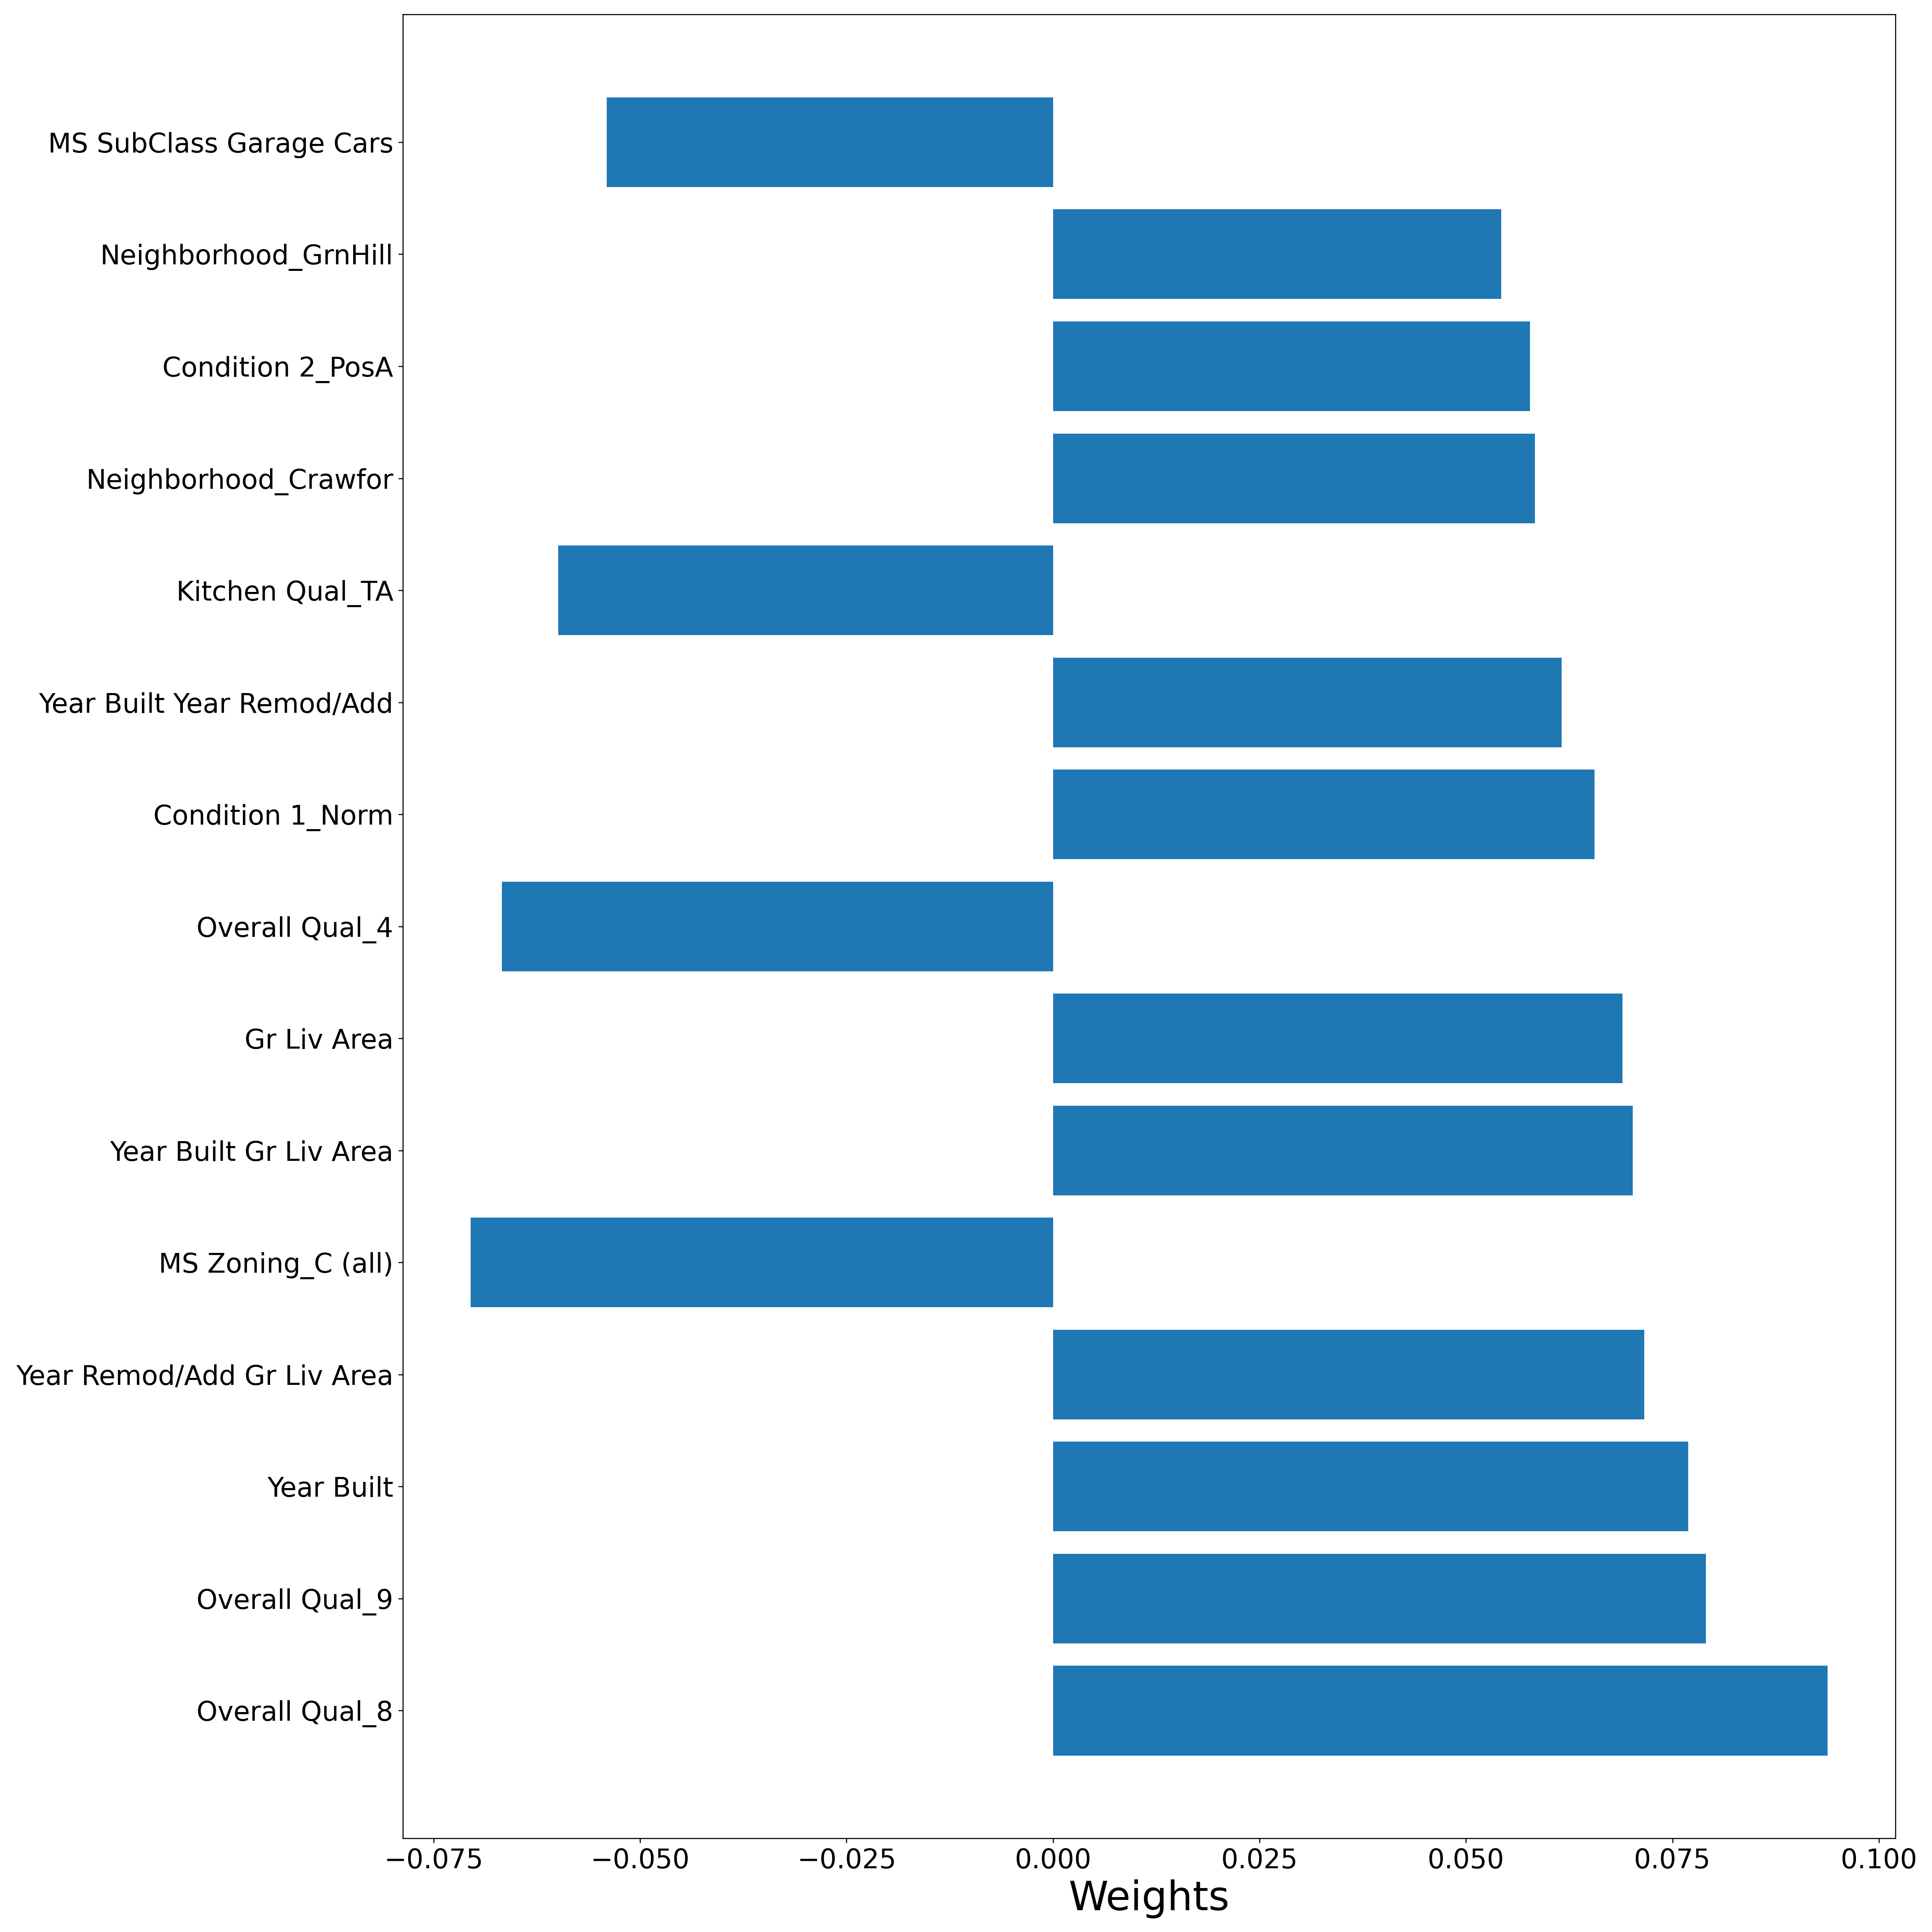 MS SubClass Garage Cars
Neighborhood_GrnHill
Condition 2_PosA
Neighborhood_Crawfor
Kitchen Qual_TA
Year Built Year Remod/Add
Condition 1_Norm
Overall Qual_4
Gr Liv Area
Year Built Gr Liv Area
MS Zoning_C (all)
Year Remod/Add Gr Liv Area
Year Built
Overall Qual_9
Overall Qual_8
−0.075 −0.050 −0.025 0.000 0.025 0.050 0.075 0.100
Weights